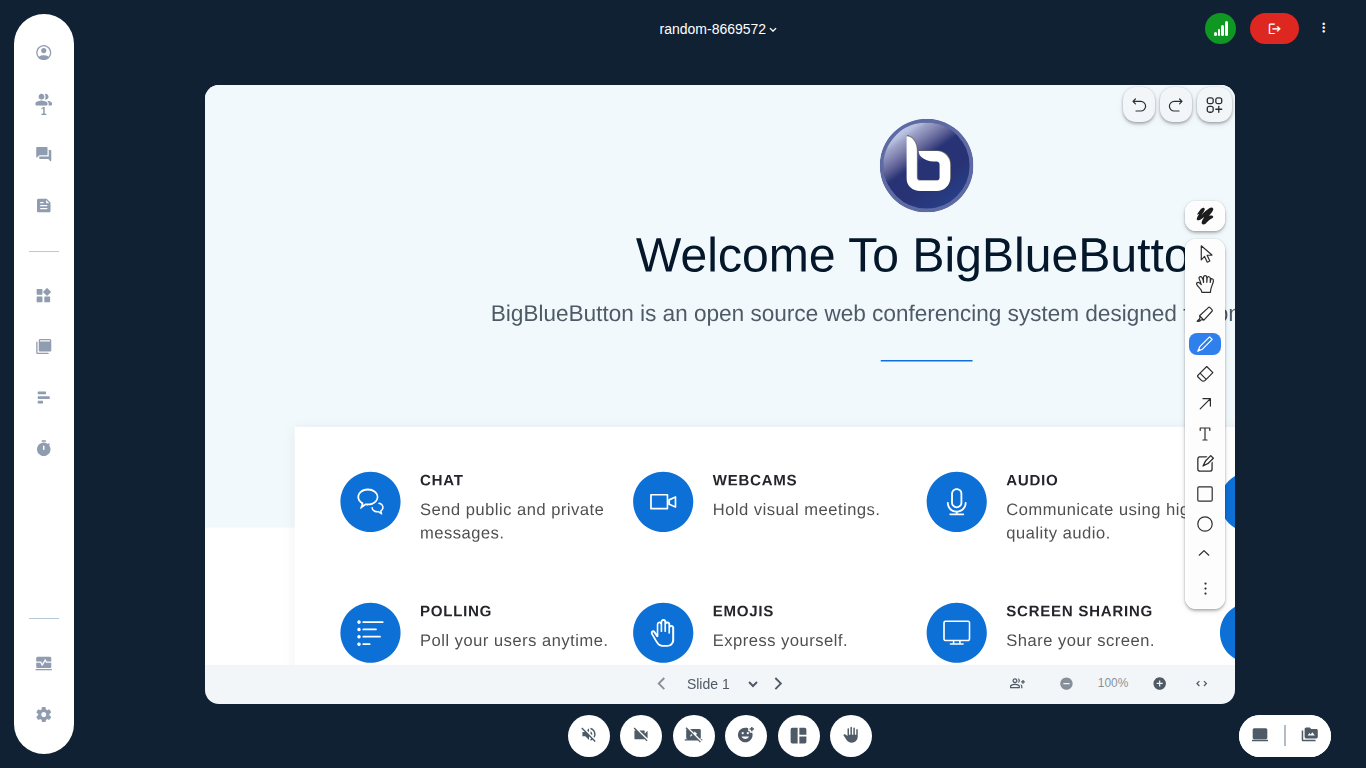 random-8669572
1
Welcome To BigBlueButto
BigBlueButton is an open source web conferencing system designed
CHAT
Send public and private
messages.
WEBCAMS
Hold visual meetings.
AUDIO
Communicate using hig
quality audio.
POLLING
Poll your users anytime.
EMOJIS
Express yourself.
SCREEN SHARING
Share your screen.
Slide 1
100%